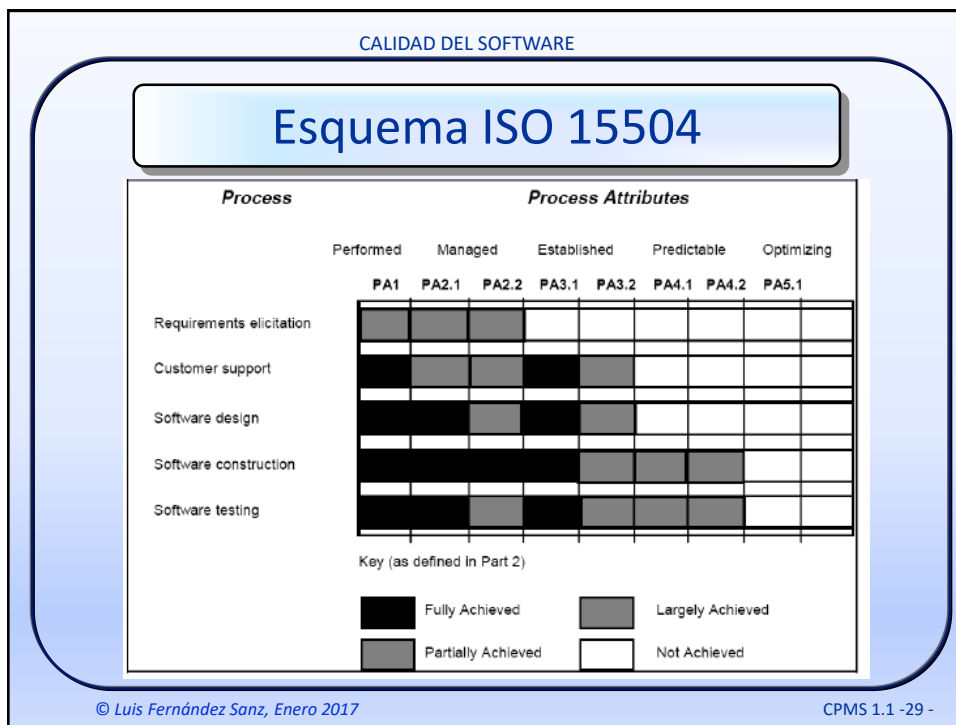 CALIDAD DEL SOFTWARE
Esquema ISO 15504
Process Process Attributes
Performed Managed Established Predictable Optimizing
PA1 PA2.1 PA2.2 PA3.1 PA3.2 PA4.1 PA4.2 PA5.1
Requirements elicitation
Customer support
Software design
Software construction
Software testing
Key (as defined in Part 2)
Fully Achieved Largely Achieved
Partially Achieved Not Achieved
© Luis Fernández Sanz, Enero 2017 CPMS 1.1 -29 -